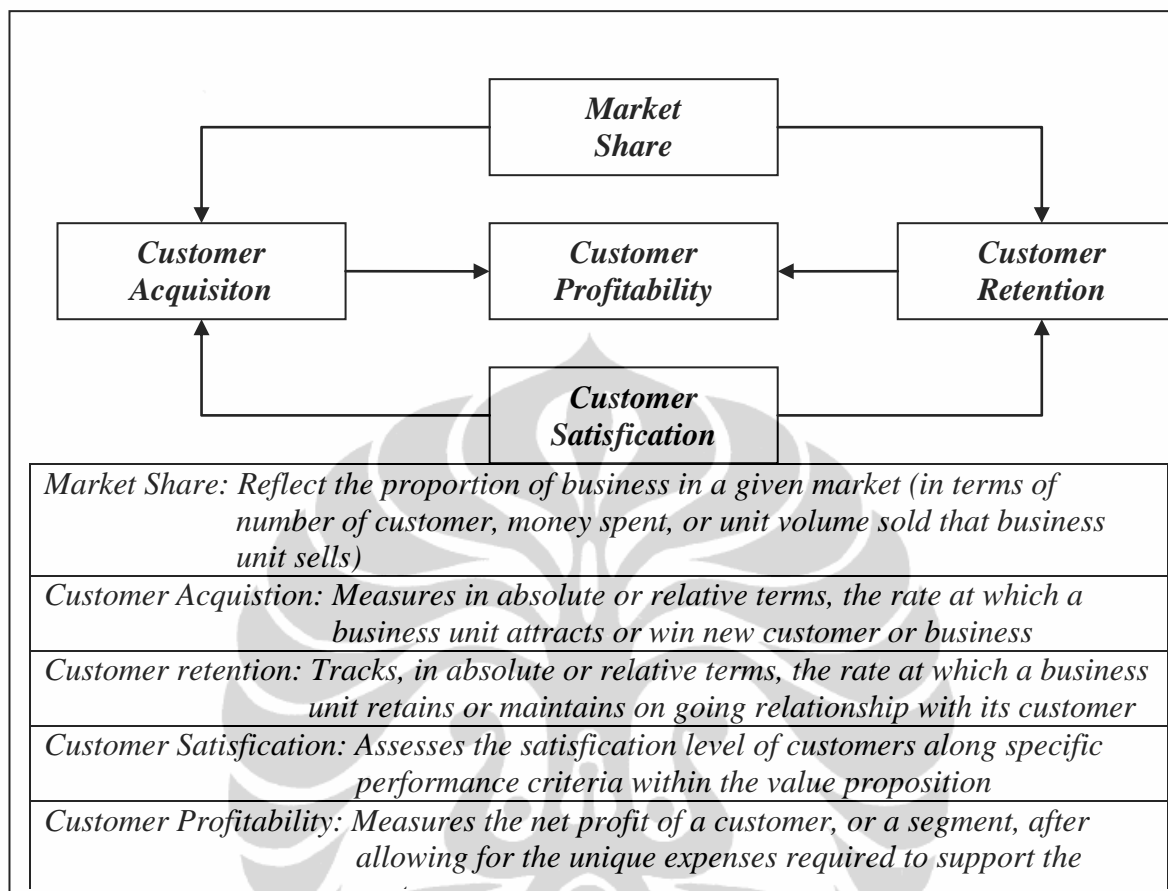 Market
Share
Customer
Acquisiton
Customer
Profitability
Customer
Retention
Customer
Satisfication
Market Share: Reflect the proportion of business in a given market (in terms of
number of customer, money spent, or unit volume sold that business
unit sells)
Customer Acquistion: Measures in absolute or relative terms, the rate at which a
business unit attracts or win new customer or business
Customer retention: Tracks, in absolute or relative terms, the rate at which a business
unit retains or maintains on going relationship with its customer
Customer Satisfication: Assesses the satisfication level of customers along specific
performance criteria within the value proposition
Customer Profitability: Measures the net profit of a customer, or a segment, after
allowing for the unique expenses required to support the